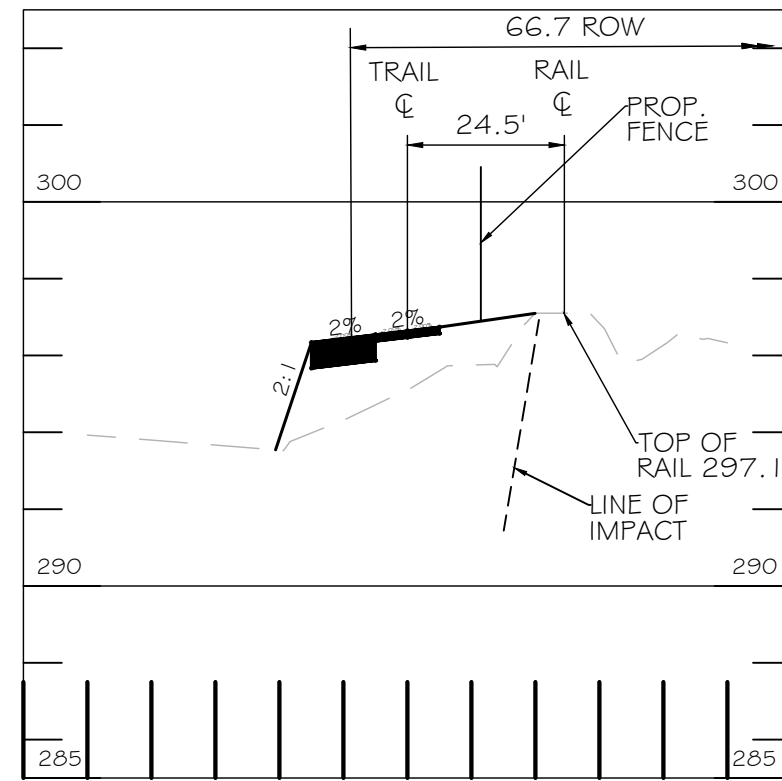 66.7 ROW
TRAIL
℄
RAIL
℄
PROP.
FENCE
24.5'
300
300
2%
2%
2:1
TOP OF
RAIL 297.1
LINE OF
IMPACT
290
290
285
285